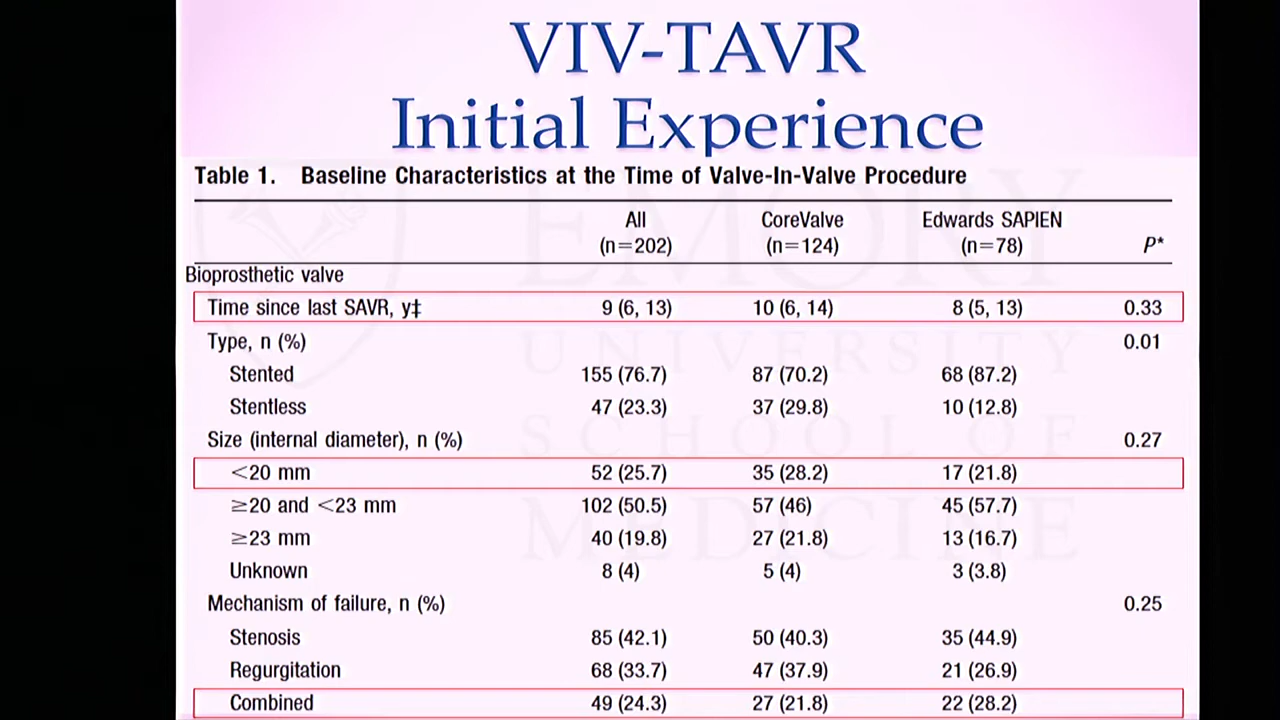 VIV-TAVR
Initial Experience
Table 1. Baseline Characteristics at the Time of Valve-In-Valve Procedure
All (n=202) CoreValve (n=124) Edwards SAPIEN (n=78) P*
Bioprosthetic valve
Time since last SAVR, y‡ 9 (6, 13) 10 (6, 14) 8 (5, 13) 0.33
Type, n (%) 0.01
Stented 155 (76.7) 87 (70.2) 68 (87.2)
Stentless 47 (23.3) 37 (29.8) 10 (12.8)
Size (internal diameter), n (%) 0.27
<20 mm 52 (25.7) 35 (28.2) 17 (21.8)
≥20 and <23 mm 102 (50.5) 57 (46) 45 (57.7)
≥23 mm 40 (19.8) 27 (21.8) 13 (16.7)
Unknown 8 (4) 5 (4) 3 (3.8)
Mechanism of failure, n (%) 0.25
Stenosis 85 (42.1) 50 (40.3) 35 (44.9)
Regurgitation 68 (33.7) 47 (37.9) 21 (26.9)
Combined 49 (24.3) 27 (21.8) 22 (28.2)
EMORY
UNIVERSITY
SCHOOL OF
MEDICINE